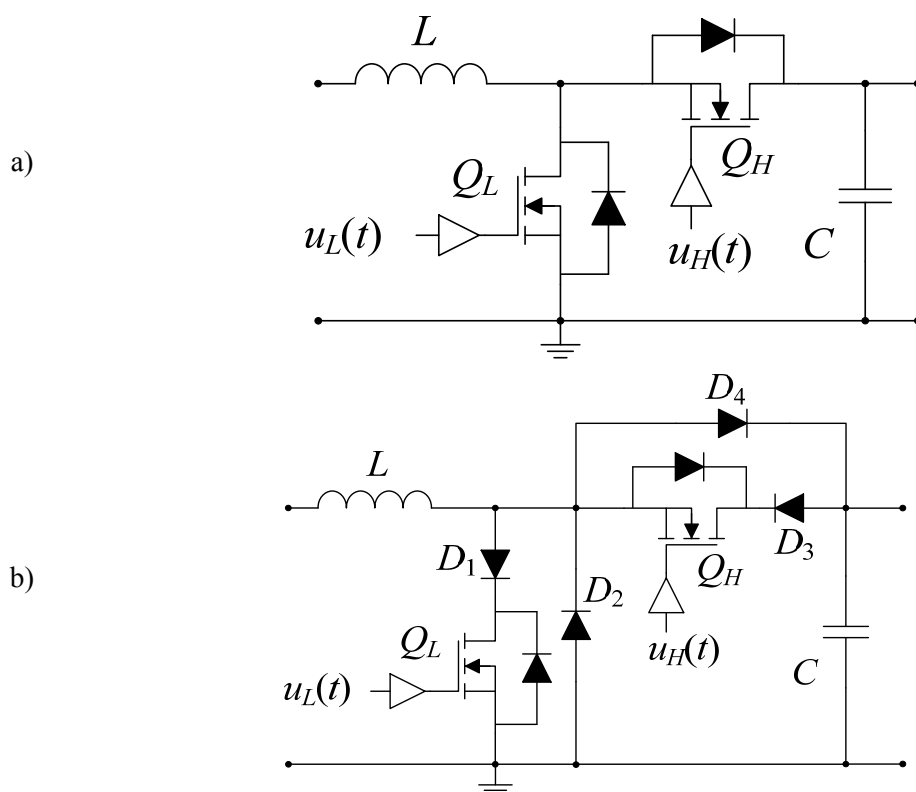 a)
L
Q_L
u_L(t)
Q_H
u_H(t)
C
b)
D_4
L
D_1
D_2
D_3
Q_H
Q_L
u_H(t)
u_L(t)
C